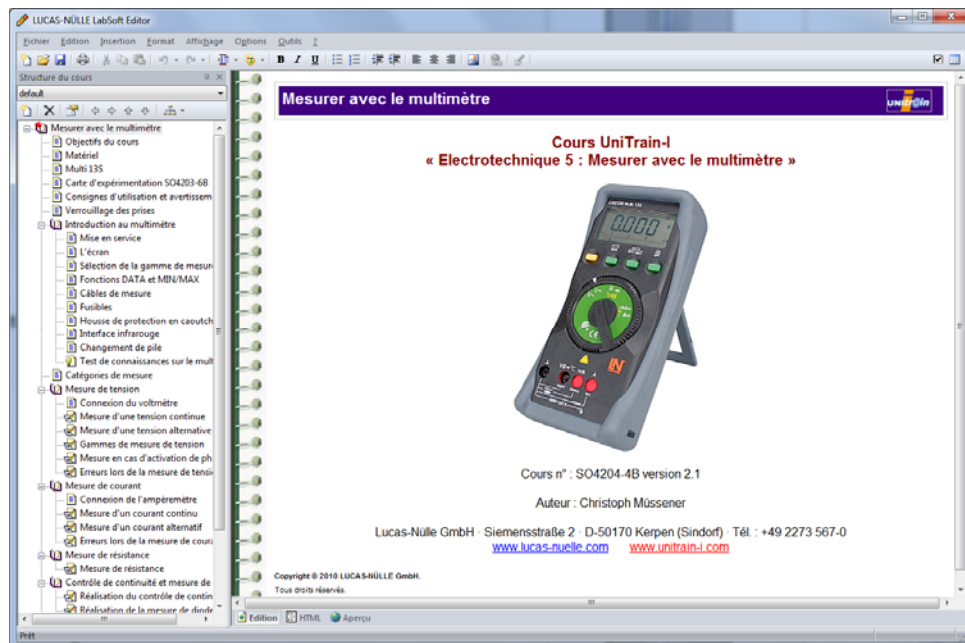 LUCAS-NÜLLE LabSoft Editor
Fichier Edition Insertion Format Affichage Options Outils ?
B I U
Structure du cours
default
Mesurer avec le multimètre
Objectifs du cours
Matériel
Multi 13S
Carte d'expérimentation SO4203-6B
Consignes d'utilisation et avertissem
Verrouillage des prises
Introduction au multimètre
Mise en service
L'écran
Sélection de la gamme de mesure
Fonctions DATA et MIN/MAX
Câbles de mesure
Fusibles
Housse de protection en caoutch
Interface infrarouge
Changement de pile
Test de connaissances sur le mult
Catégories de mesure
Mesure de tension
Connexion du voltmètre
Mesure d'une tension continue
Mesure d'une tension alternative
Gammes de mesure de tension
Mesure en cas d'activation de ph
Erreurs lors de la mesure de tensi
Mesure de courant
Connexion de l'ampèremètre
Mesure d'un courant continu
Mesure d'un courant alternatif
Erreurs lors de la mesure de coura
Mesure de résistance
Mesure de résistance
Contrôle de continuité et mesure de
Réalisation du contrôle de contin
Réalisation de la mesure de diode
Mesurer avec le multimètre
UNITR@IN
Cours UniTrain-I
« Electrotechnique 5 : Mesurer avec le multimètre »
0.000
Cours n° : SO4204-4B version 2.1
Auteur : Christoph Müssener
Lucas-Nülle GmbH · Siemensstraße 2 · D-50170 Kerpen (Sindorf) · Tél. : +49 2273 567-0
www.lucas-nuelle.com www.unitrain-i.com
Copyright © 2010 LUCAS-NÜLLE GmbH.
Tous droits réservés.
Edition HTML Aperçu
Prêt